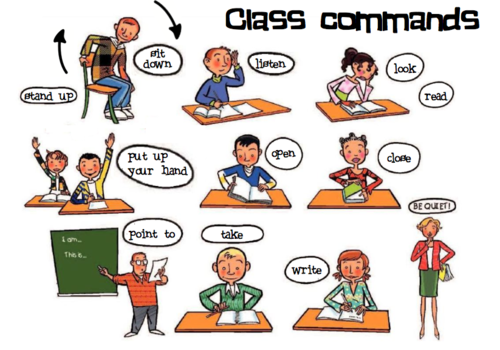 Class commands
sit
down
stand up
listen
look
read
put up
your hand
open
close
BE QUIET!
point to
take
I am...
This is...
write